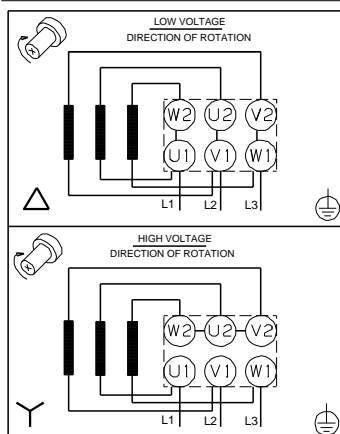 LOW VOLTAGE
DIRECTION OF ROTATION
W2 U2 V2
U1 V1 W1
L1 L2 L3
HIGH VOLTAGE
DIRECTION OF ROTATION
W2 U2 V2
U1 V1 W1
L1 L2 L3